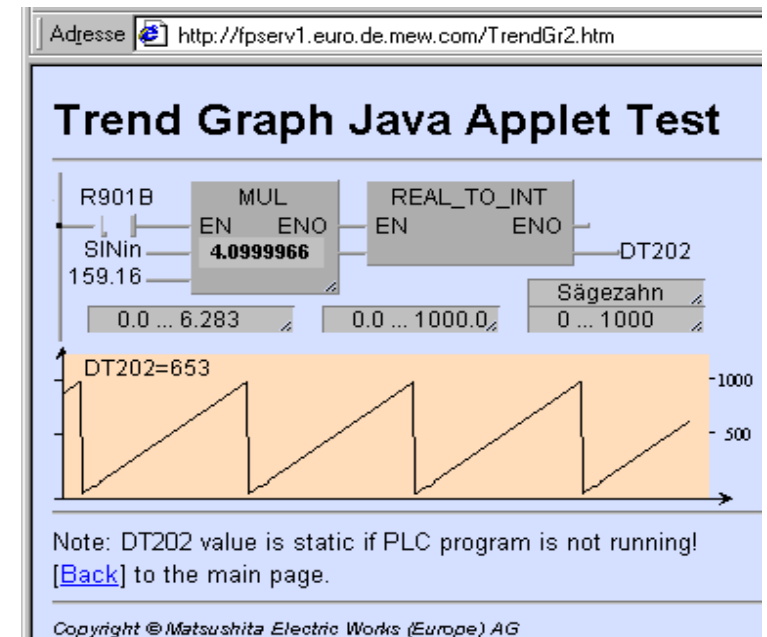 Adresse http://fpserv1.euro.de.mew.com/TrendGr2.htm
Trend Graph Java Applet Test
R901B MUL REAL_TO_INT
EN ENO EN ENO
SINin 4.0999966 DT202
159.16
Sägezahn
0.0 ... 6.283 0.0 ... 1000.0 0 ... 1000
DT202=653
1000
500
Note: DT202 value is static if PLC program is not running!
[Back] to the main page.
Copyright © Matsushita Electric Works (Europe) AG